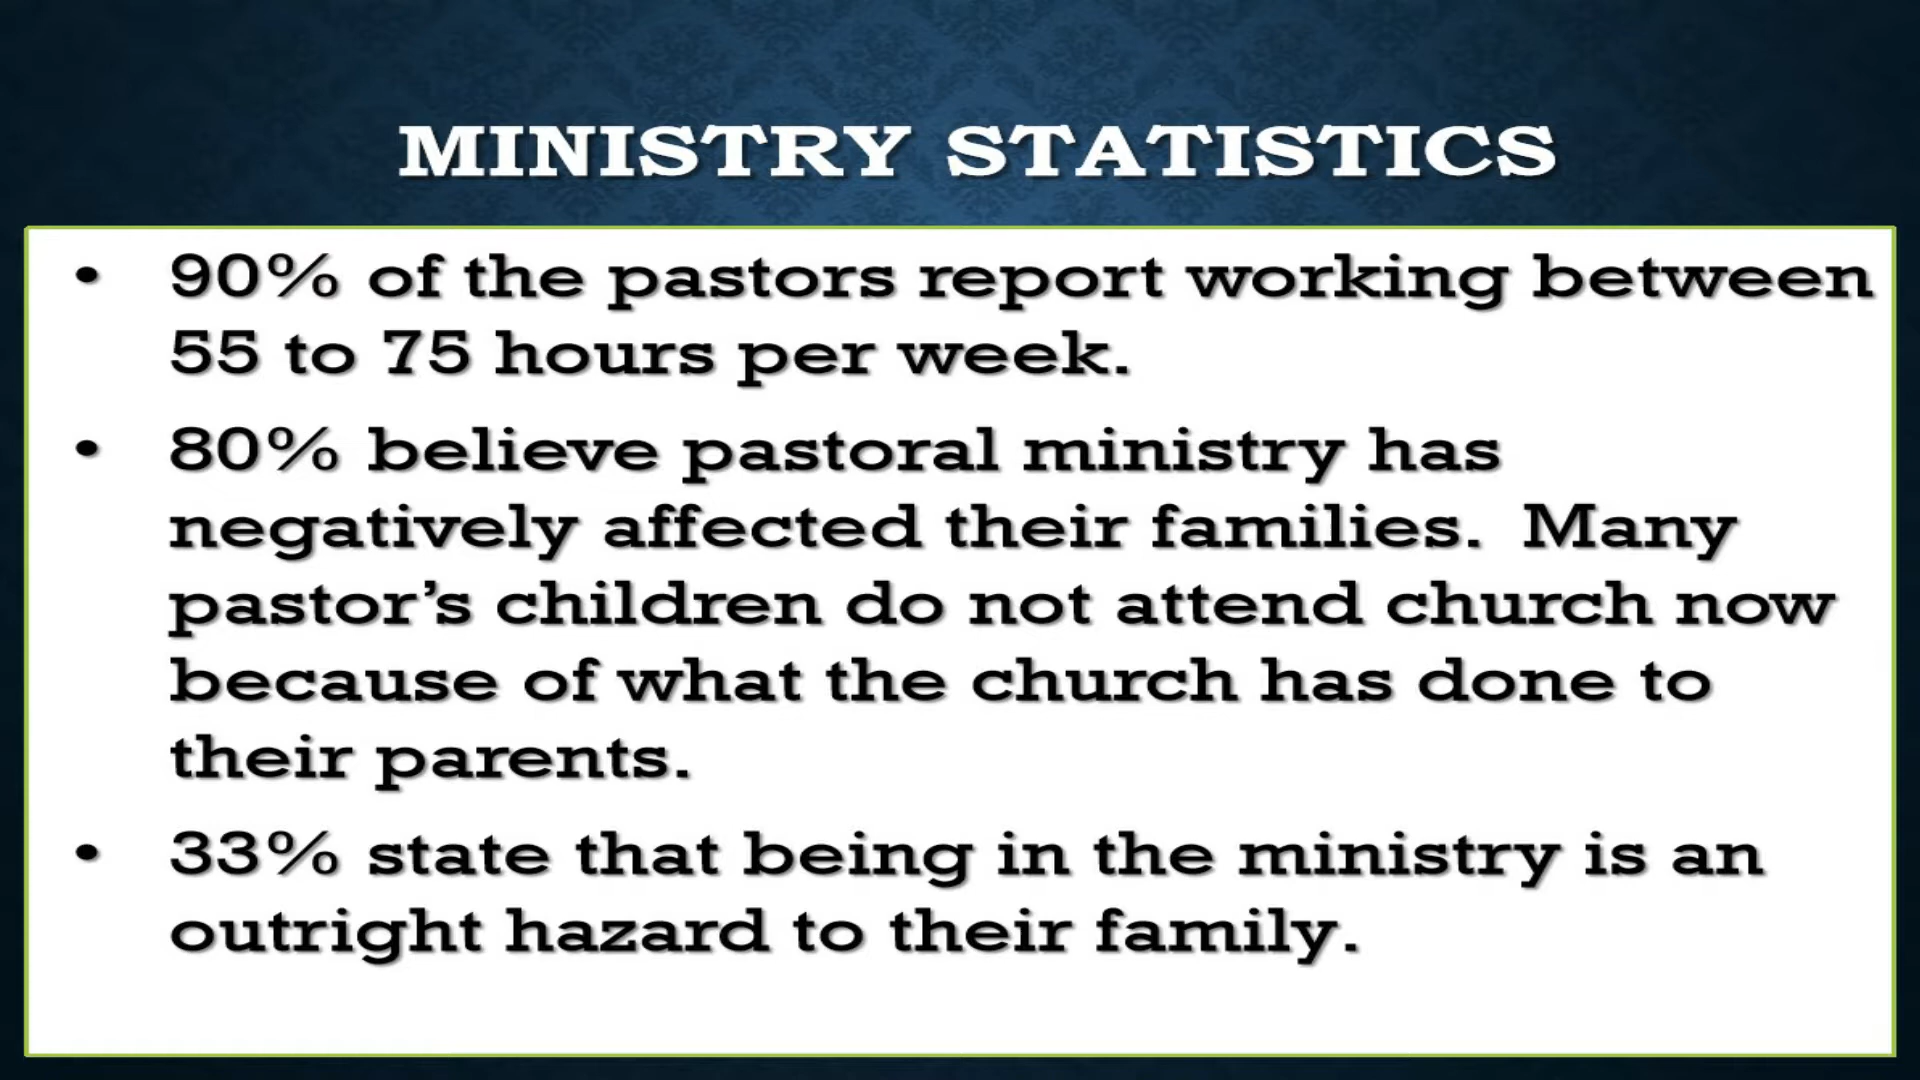 MINISTRY STATISTICS
• 90% of the pastors report working between
55 to 75 hours per week.
• 80% believe pastoral ministry has
negatively affected their families. Many
pastor’s children do not attend church now
because of what the church has done to
their parents.
• 33% state that being in the ministry is an
outright hazard to their family.